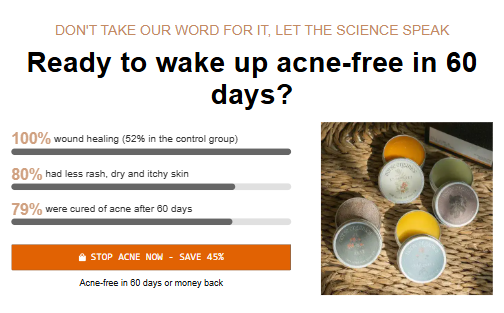 DON'T TAKE OUR WORD FOR IT, LET THE SCIENCE SPEAK
Ready to wake up acne-free in 60
days?
100% wound healing (52% in the control group)
80% had less rash, dry and itchy skin
79% were cured of acne after 60 days
STOP ACNE NOW - SAVE 45%
Acne-free in 60 days or money back